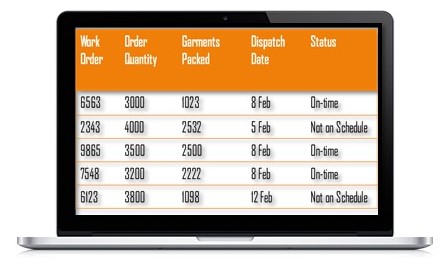 Work Order Garments Dispatch Status
Order Quantity Packed Date
6563 3000 1023 8 Feb On-time
2343 4000 2532 5 Feb Not on Schedule
9865 3500 2500 8 Feb On-time
7548 3200 2222 8 Feb On-time
6123 3800 1098 12 Feb Not on Schedule